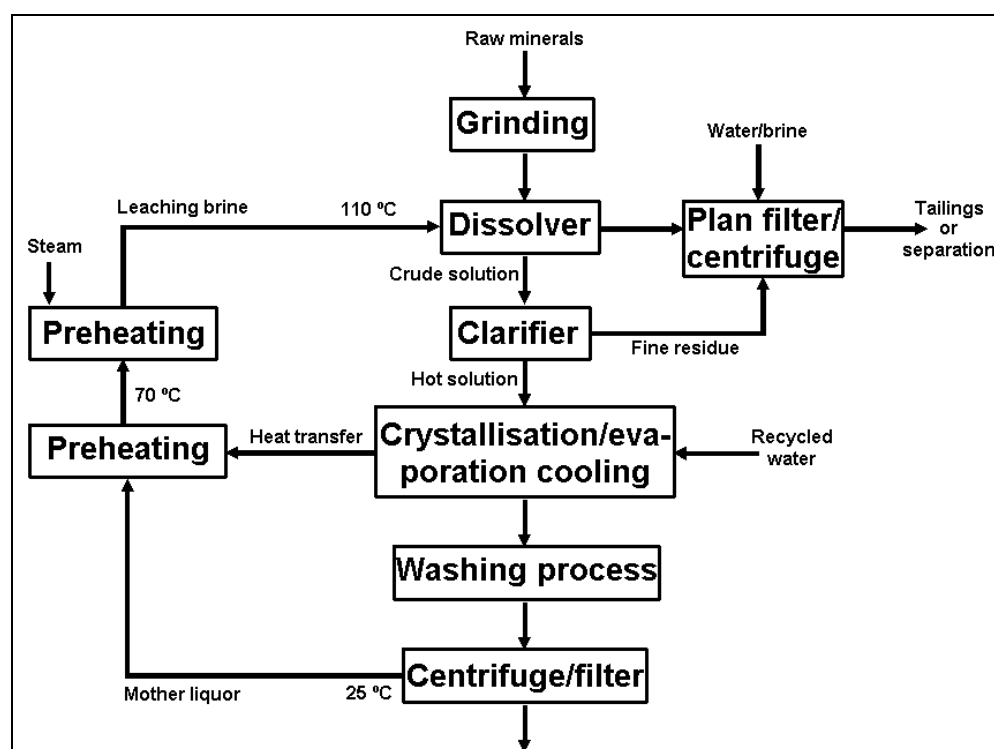 Raw minerals
Grinding
Water/brine
Leaching brine
110 ºC
Dissolver
Plan filter/
centrifuge
Tailings
or
separation
Steam
Crude solution
Preheating
Clarifier
Fine residue
Hot solution
70 ºC
Preheating
Heat transfer
Crystallisation/eva-
poration cooling
Recycled
water
Washing process
Centrifuge/filter
Mother liquor
25 ºC